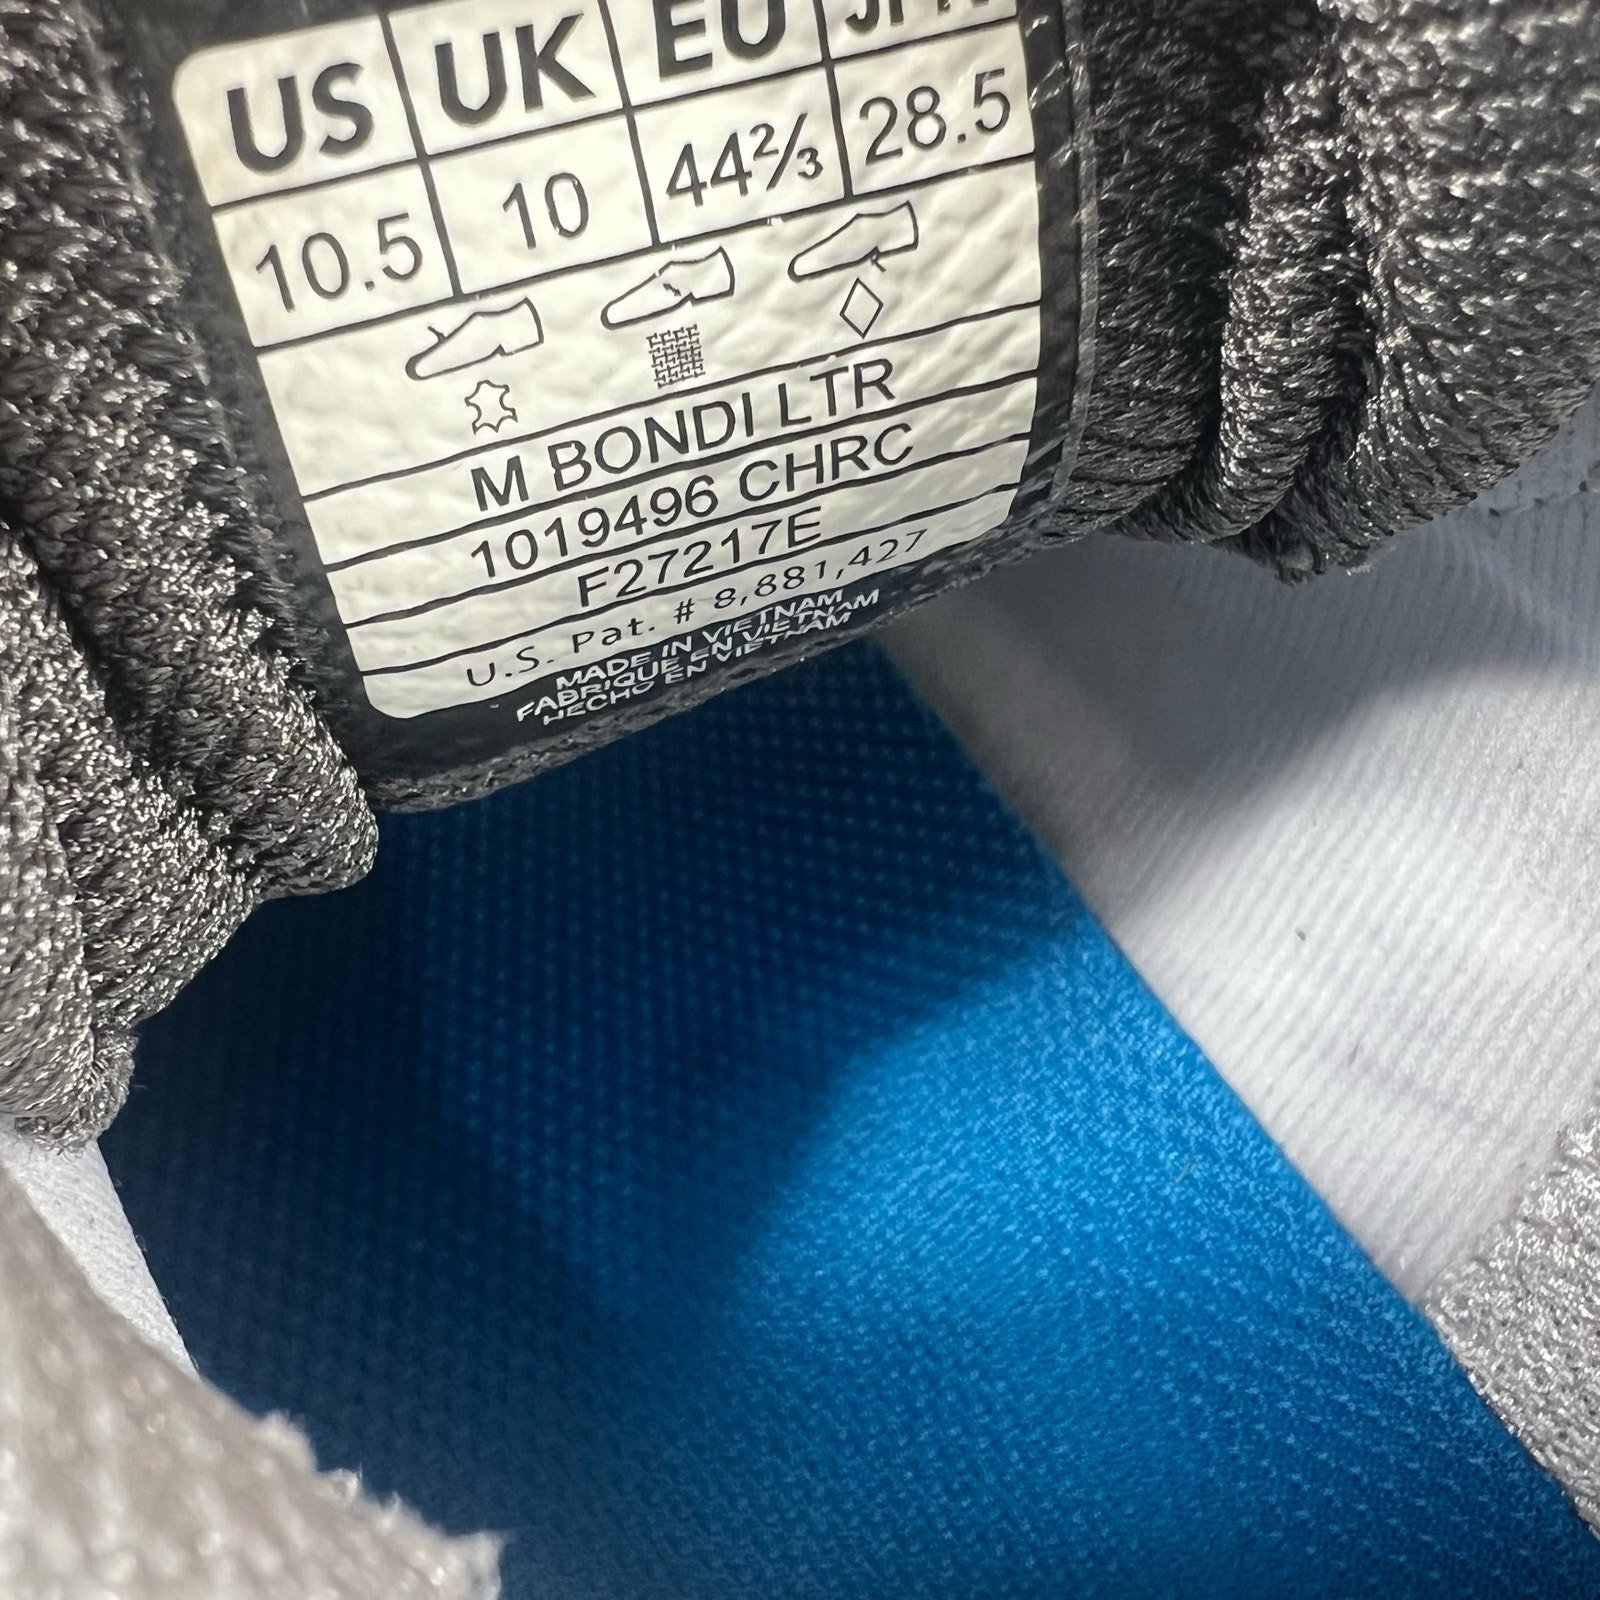 US UK EU JPN
10.5 10 44⅔ 28.5
M BONDI LTR
1019496 CHRC
F27217E
U.S. Pat. # 8,881,427
MADE IN VIETNAM
FABRIQUE EN VIETNAM
HECHO EN VIETNAM